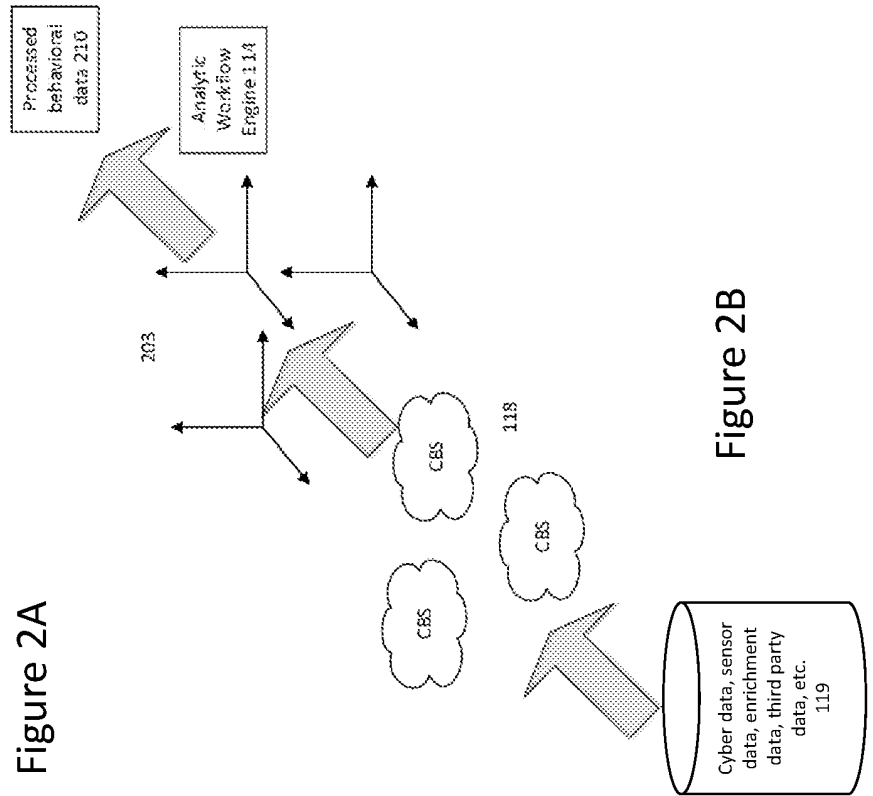 Figure 2A
Processed
behavioral
data 210
Analytic
Workflow
Engine 114
203
CBS
CBS
CBS
118
Cyber data, sensor
data, enrichment
data, third party
data, etc.
119
Figure 2B